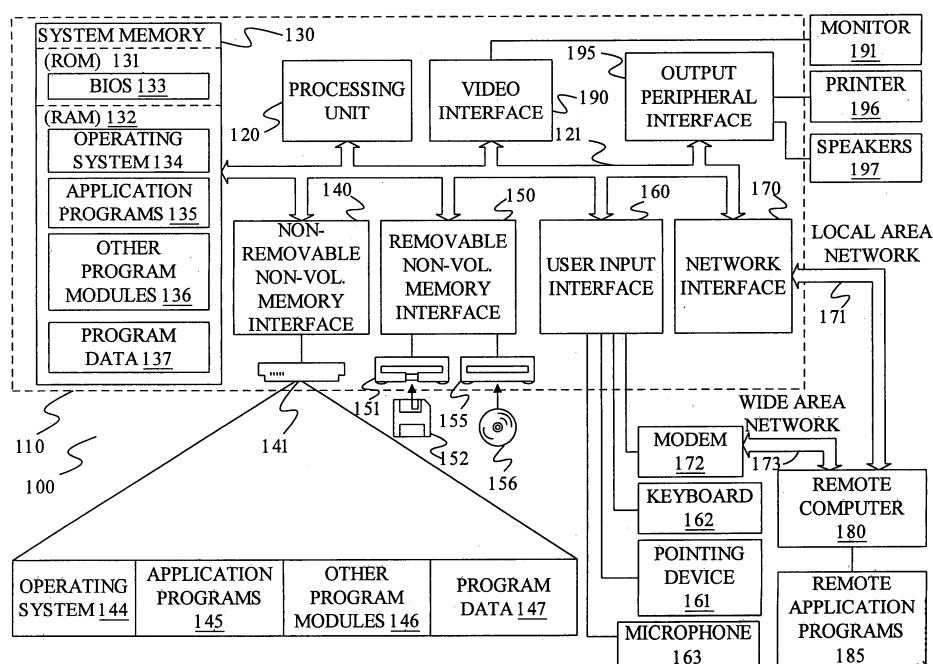 SYSTEM MEMORY
130
(ROM) 131
BIOS 133
(RAM) 132
OPERATING
SYSTEM 134
APPLICATION
PROGRAMS 135
OTHER
PROGRAM
MODULES 136
PROGRAM
DATA 137
PROCESSING
UNIT
120
VIDEO
INTERFACE
190
195
OUTPUT
PERIPHERAL
INTERFACE
121
MONITOR
191
PRINTER
196
SPEAKERS
197
140
NON-
REMOVABLE
NON-VOL.
MEMORY
INTERFACE
150
REMOVABLE
NON-VOL.
MEMORY
INTERFACE
160
USER INPUT
INTERFACE
170
NETWORK
INTERFACE
LOCAL AREA
NETWORK
171
110
100
141
151
152
155
156
WIDE AREA
NETWORK
173
MODEM
172
KEYBOARD
162
POINTING
DEVICE
161
MICROPHONE
163
REMOTE
COMPUTER
180
REMOTE
APPLICATION
PROGRAMS
185
OPERATING
SYSTEM 144
APPLICATION
PROGRAMS
145
OTHER
PROGRAM
MODULES 146
PROGRAM
DATA 147